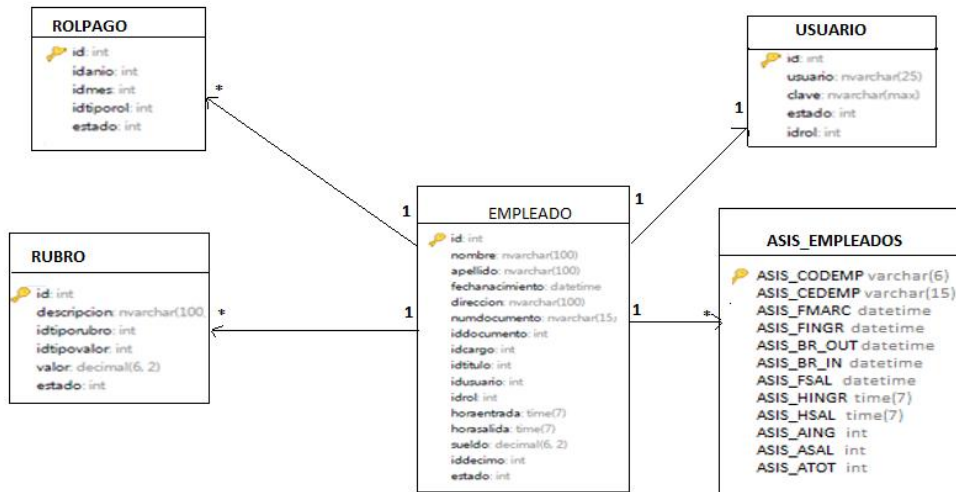 ROLPAGO
id: int
idanio: int
idmes: int
idtiporol: int
estado: int
*
1
USUARIO
id: int
usuario: nvarchar(25)
clave: nvarchar(max)
estado: int
idrol: int
1
1
RUBRO
id: int
descripcion: nvarchar(100,
idtiporubro: int
idtipovalor: int
valor: decimal(6, 2)
estado: int
*
1
EMPLEADO
id: int
nombre: nvarchar(100)
apellido: nvarchar(100)
fechanacimiento: datetime
direccion: nvarchar(100)
numdocumento: nvarchar(15;
iddocumento: int
idcargo: int
idtitulo: int
idusuario: int
idrol: int
horaentrada: time(7)
horasalida: time(7)
sueldo: decimal(6, 2)
iddecimo: int
estado: int
1
*
ASIS_EMPLEADOS
ASIS_CODEMP varchar(6)
ASIS_CEDEMP varchar(15)
ASIS_FMARC datetime
ASIS_FINGR datetime
ASIS_BR_OUT datetime
ASIS_BR_IN datetime
ASIS_FSAL datetime
ASIS_HINGR time(7)
ASIS_HSAL time(7)
ASIS_AING int
ASIS_ASAL int
ASIS_ATOT int